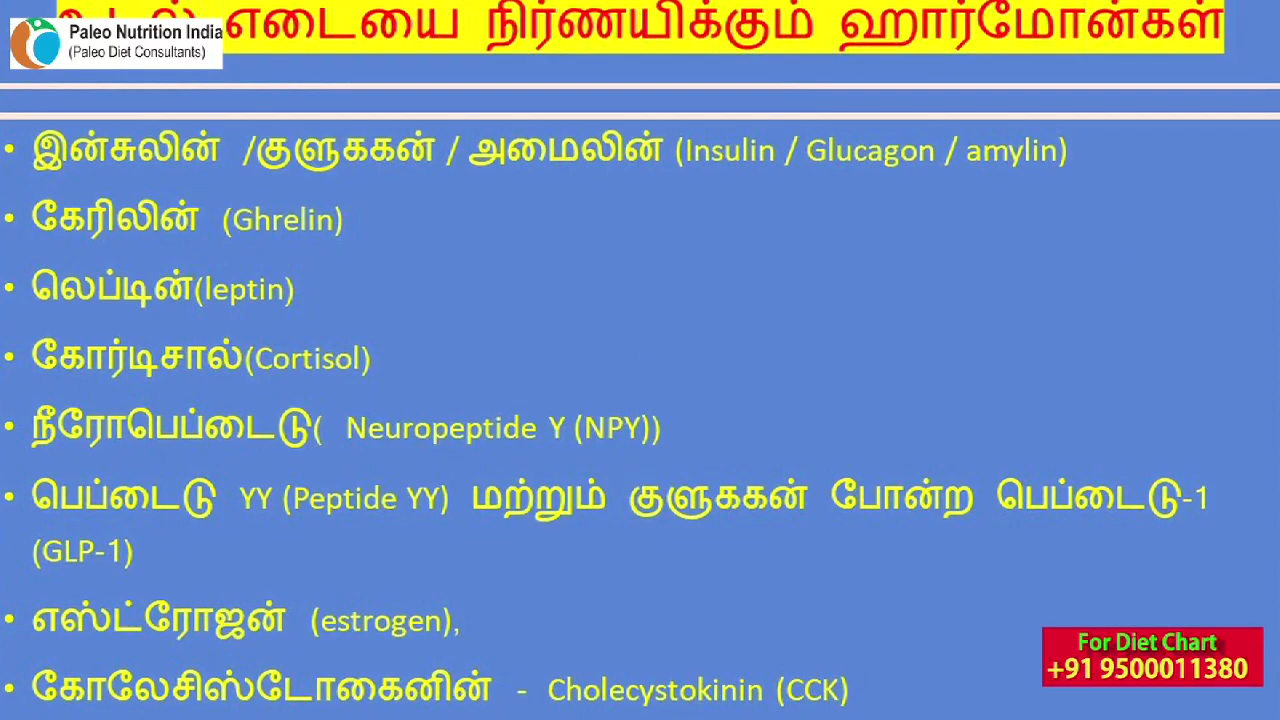 எடையை நிர்ணயிக்கும் ஹார்மோன்கள்
Paleo Nutrition India
(Paleo Diet Consultants)
• இன்சுலின் /குளுககன் / அமைலின் (Insulin / Glucagon / amylin)
• கேரிலின் (Ghrelin)
• லெப்டின்(leptin)
• கோர்டிசால்(Cortisol)
• நீரோபெப்டைடு( Neuropeptide Y (NPY))
• பெப்டைடு YY (Peptide YY) மற்றும் குளுககன் போன்ற பெப்டைடு-1
(GLP-1)
• எஸ்ட்ரோஜன் (estrogen),
• கோலேசிஸ்டோகைனின் - Cholecystokinin (CCK)
For Diet Chart
+91 9500011380